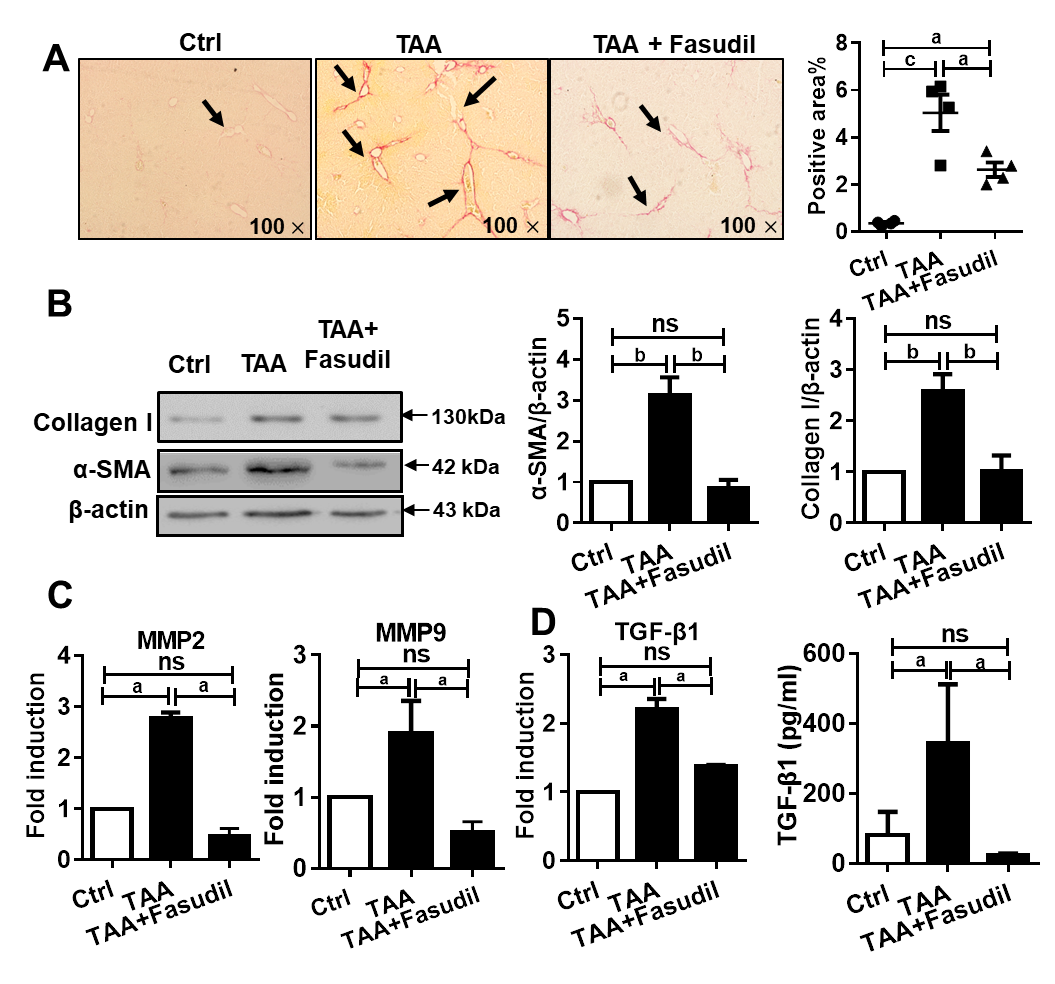 A
Ctrl
TAA
TAA + Fasudil
100 ×
100 ×
100 ×
Positive area%
8
6
4
2
0
a
c
a
Ctrl
TAA
TAA+Fasudil
B
Ctrl
TAA
TAA+
Fasudil
Collagen I
130kDa
α-SMA
42 kDa
β-actin
43 kDa
α-SMA/β-actin
5
4
3
2
1
0
ns
b
b
Ctrl
TAA
TAA+Fasudil
Collagen I/β-actin
4
3
2
1
0
ns
b
b
Ctrl
TAA
TAA+Fasudil
C
MMP2
Fold induction
4
3
2
1
0
ns
a
a
Ctrl
TAA
TAA+Fasudil
MMP9
Fold induction
3
2
1
0
ns
a
a
Ctrl
TAA
TAA+Fasudil
D
TGF-β1
Fold induction
3
2
1
0
ns
a
a
Ctrl
TAA
TAA+Fasudil
TGF-β1 (pg/ml)
600
400
200
0
ns
a
a
Ctrl
TAA
TAA+Fasudil